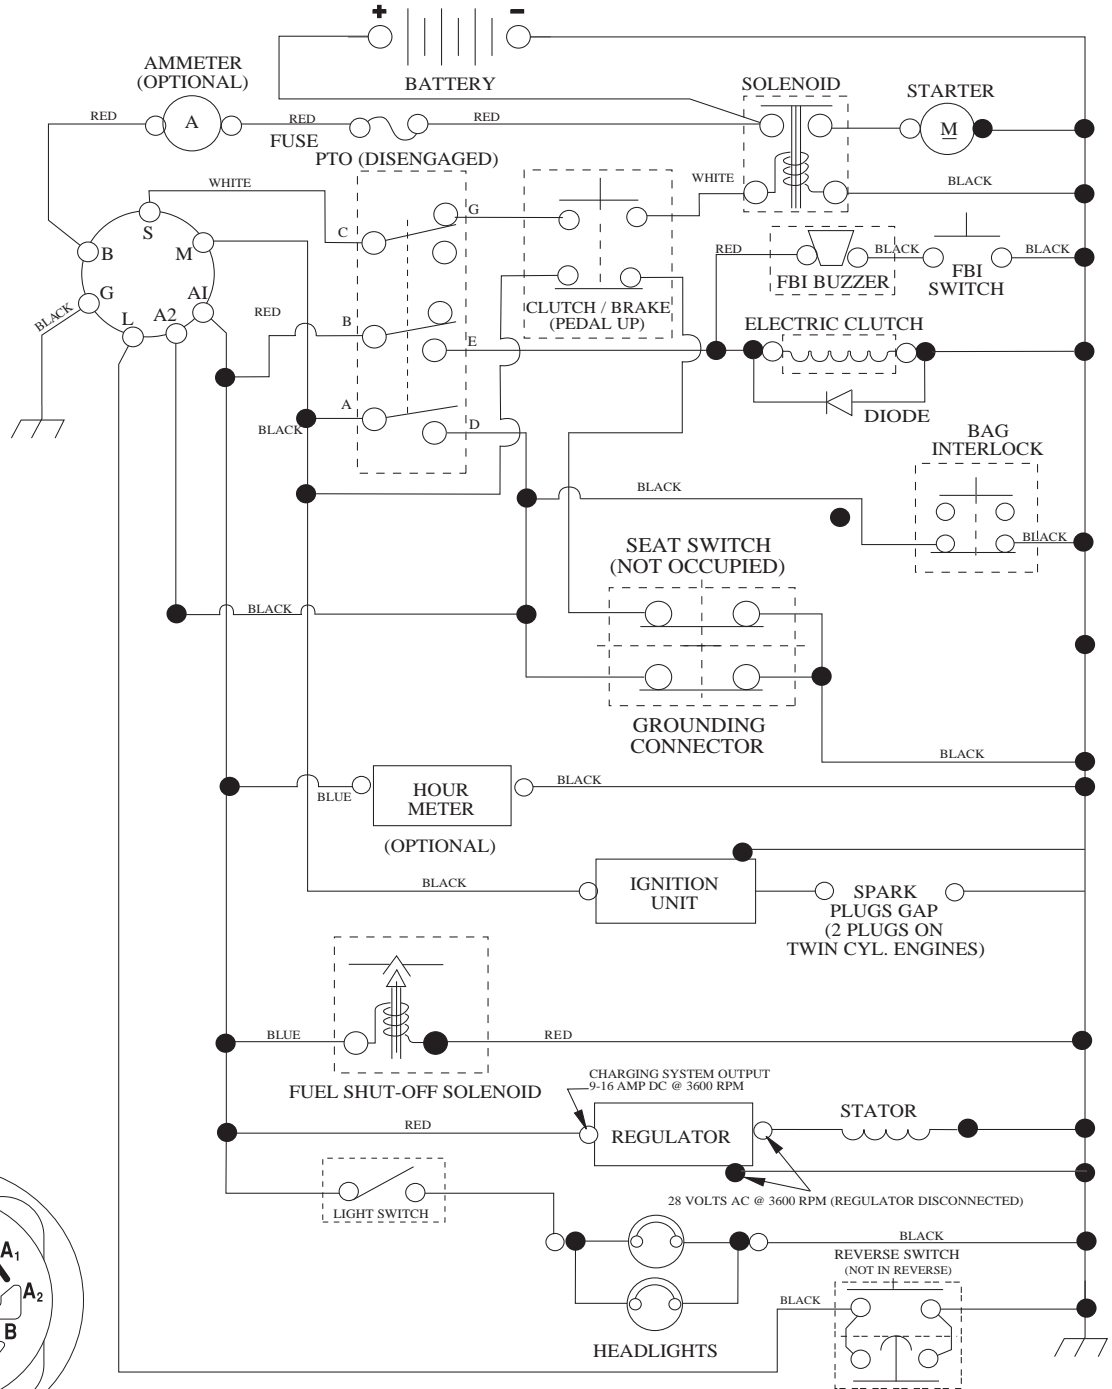 + −
BATTERY
AMMETER
(OPTIONAL)
RED
A
RED
FUSE
RED
SOLENOID
STARTER
M
PTO (DISENGAGED)
WHITE
WHITE
BLACK
S
B
M
G
L
A2
A1
BLACK
RED
C
G
B
E
A
D
BLACK
CLUTCH / BRAKE
(PEDAL UP)
RED
FBI BUZZER
BLACK
FBI
SWITCH
BLACK
ELECTRIC CLUTCH
DIODE
BAG
INTERLOCK
BLACK
BLACK
SEAT SWITCH
(NOT OCCUPIED)
BLACK
GROUNDING
CONNECTOR
BLACK
BLUE
HOUR
METER
BLACK
(OPTIONAL)
BLACK
IGNITION
UNIT
SPARK
PLUGS GAP
(2 PLUGS ON
TWIN CYL. ENGINES)
BLUE
RED
FUEL SHUT-OFF SOLENOID
CHARGING SYSTEM OUTPUT
9-16 AMP DC @ 3600 RPM
RED
REGULATOR
STATOR
28 VOLTS AC @ 3600 RPM (REGULATOR DISCONNECTED)
LIGHT SWITCH
BLACK
REVERSE SWITCH
(NOT IN REVERSE)
BLACK
HEADLIGHTS
A1
A2
B